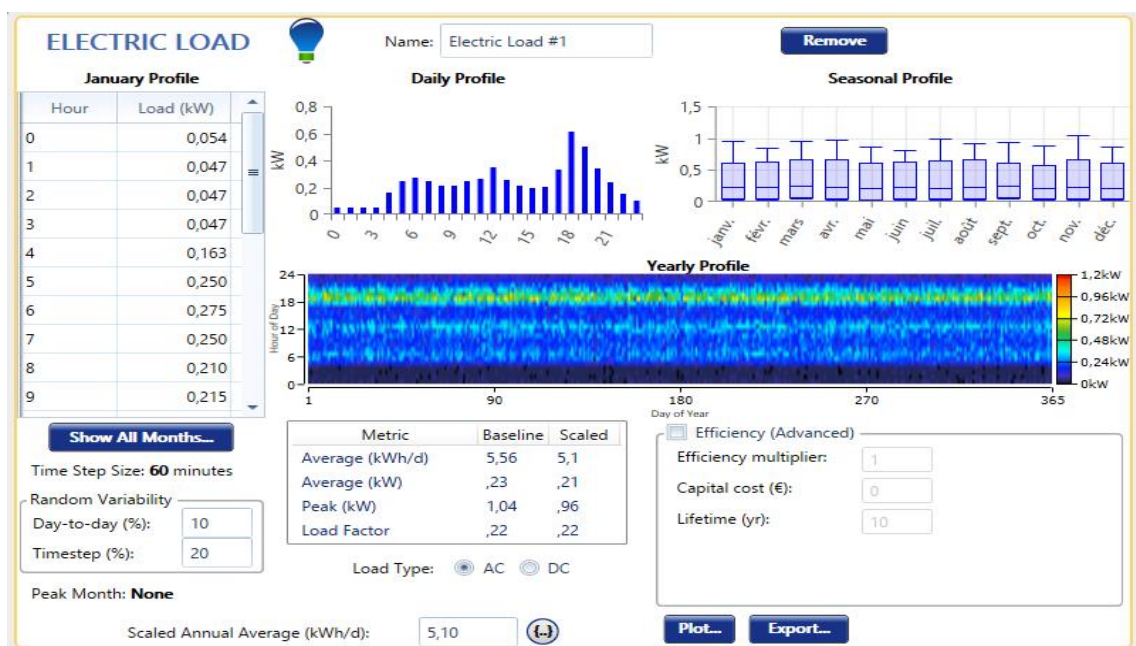 ELECTRIC LOAD
Name: Electric Load #1
Remove
January Profile
Hour Load (kW)
0 0,054
1 0,047
2 0,047
3 0,047
4 0,163
5 0,250
6 0,275
7 0,250
8 0,210
9 0,215
Show All Months...
Time Step Size: 60 minutes
Random Variability
Day-to-day (%): 10
Timestep (%): 20
Peak Month: None
Daily Profile
kW
0,8
0,6
0,4
0,2
0
0 3 6 9 12 15 18 21
Seasonal Profile
kW
1,5
1
0,5
0
janv. févr. mars avr. mai juin juil. août sept. oct. nov. déc.
Yearly Profile
Hour of Day
24
18
12
6
0
1 90 180 270 365
Day of Year
1,2kW
0,96kW
0,72kW
0,48kW
0,24kW
0kW
Metric Baseline Scaled
Average (kWh/d) 5,56 5,1
Average (kW) ,23 ,21
Peak (kW) 1,04 ,96
Load Factor ,22 ,22
Load Type: AC DC
Scaled Annual Average (kWh/d): 5,10 {..}
Efficiency (Advanced)
Efficiency multiplier: 1
Capital cost (€): 0
Lifetime (yr): 10
Plot... Export...